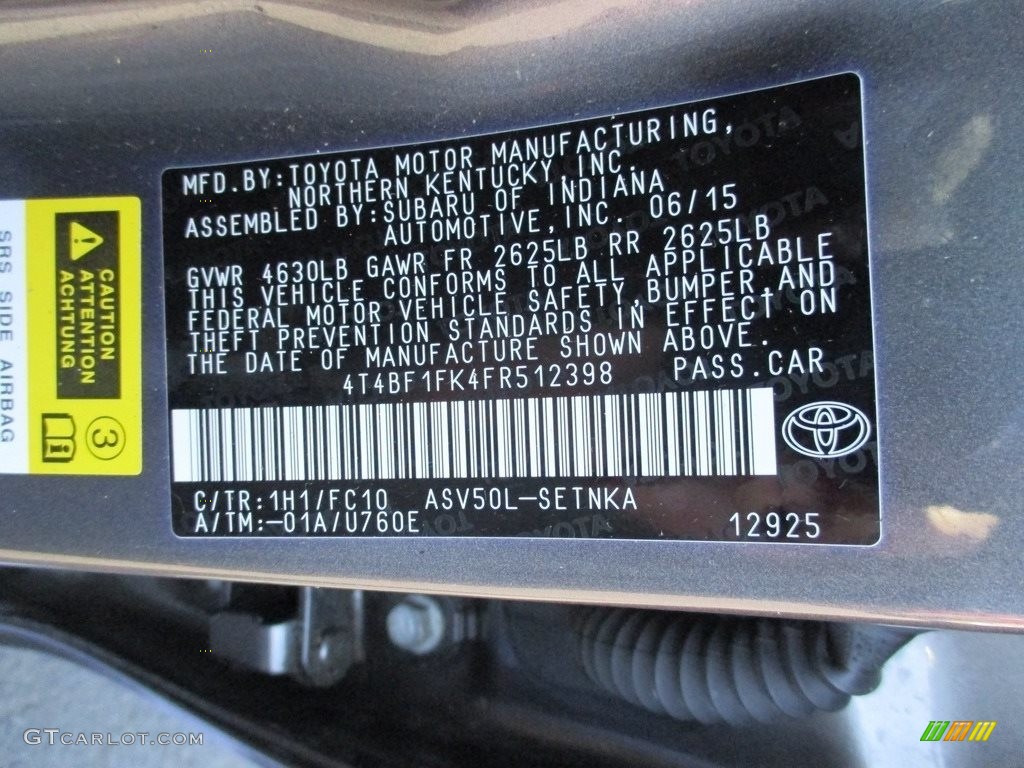 MFD.BY:TOYOTA MOTOR MANUFACTURING,
NORTHERN KENTUCKY,INC.
ASSEMBLED BY:SUBARU OF INDIANA
AUTOMOTIVE,INC. 06/15
GVWR 4630LB GAWR FR 2625LB RR 2625LB
THIS VEHICLE CONFORMS TO ALL APPLICABLE
FEDERAL MOTOR VEHICLE SAFETY,BUMPER,AND
THEFT PREVENTION STANDARDS IN EFFECT ON
THE DATE OF MANUFACTURE SHOWN ABOVE.
4T4BF1FK4FR512398 PASS.CAR
C/TR:1H1/FC10 ASV50L-SETNKA
A/TM:-01A/U760E 12925
CAUTION
ATTENTION
ACHTUNG
3
SRS SIDE AIRBAG
GTCARLOT.COM